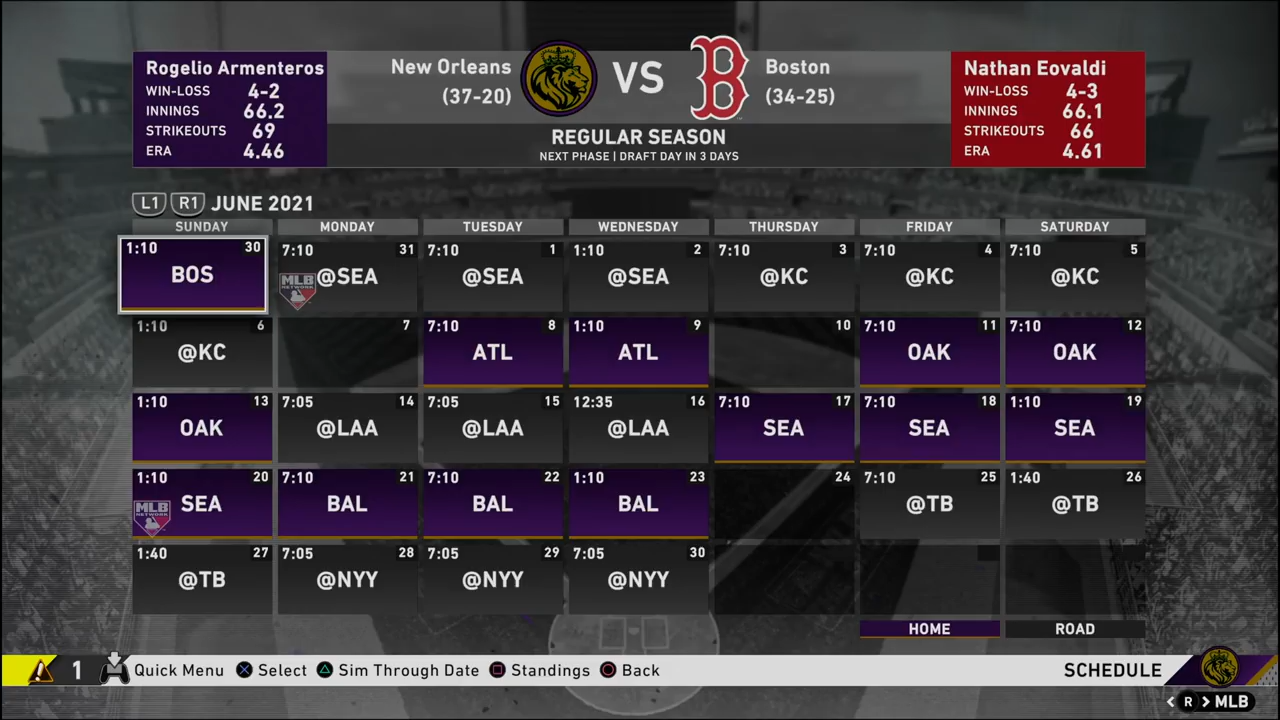 Rogelio Armenteros
WIN-LOSS 4-2
INNINGS 66.2
STRIKEOUTS 69
ERA 4.46
New Orleans
(37-20)
VS
B
Boston
(34-25)
REGULAR SEASON
NEXT PHASE | DRAFT DAY IN 3 DAYS
Nathan Eovaldi
WIN-LOSS 4-3
INNINGS 66.1
STRIKEOUTS 66
ERA 4.61
L1 R1 JUNE 2021
SUNDAY MONDAY TUESDAY WEDNESDAY THURSDAY FRIDAY SATURDAY
1:10 30 7:10 31 7:10 1 1:10 2 7:10 3 7:10 4 7:10 5
BOS MLB NETWORK @SEA @SEA @SEA @KC @KC @KC
1:10 6 7 7:10 8 1:10 9 10 7:10 11 7:10 12
@KC ATL ATL OAK OAK
1:10 13 7:05 14 7:05 15 12:35 16 7:10 17 7:10 18 1:10 19
OAK @LAA @LAA @LAA SEA SEA SEA
1:10 20 7:10 21 7:10 22 1:10 23 24 7:10 25 1:40 26
MLB NETWORK SEA BAL BAL BAL @TB @TB
1:40 27 7:05 28 7:05 29 7:05 30
@TB @NYY @NYY @NYY
HOME ROAD
1 Quick Menu Select Sim Through Date Standings Back SCHEDULE
< R > MLB